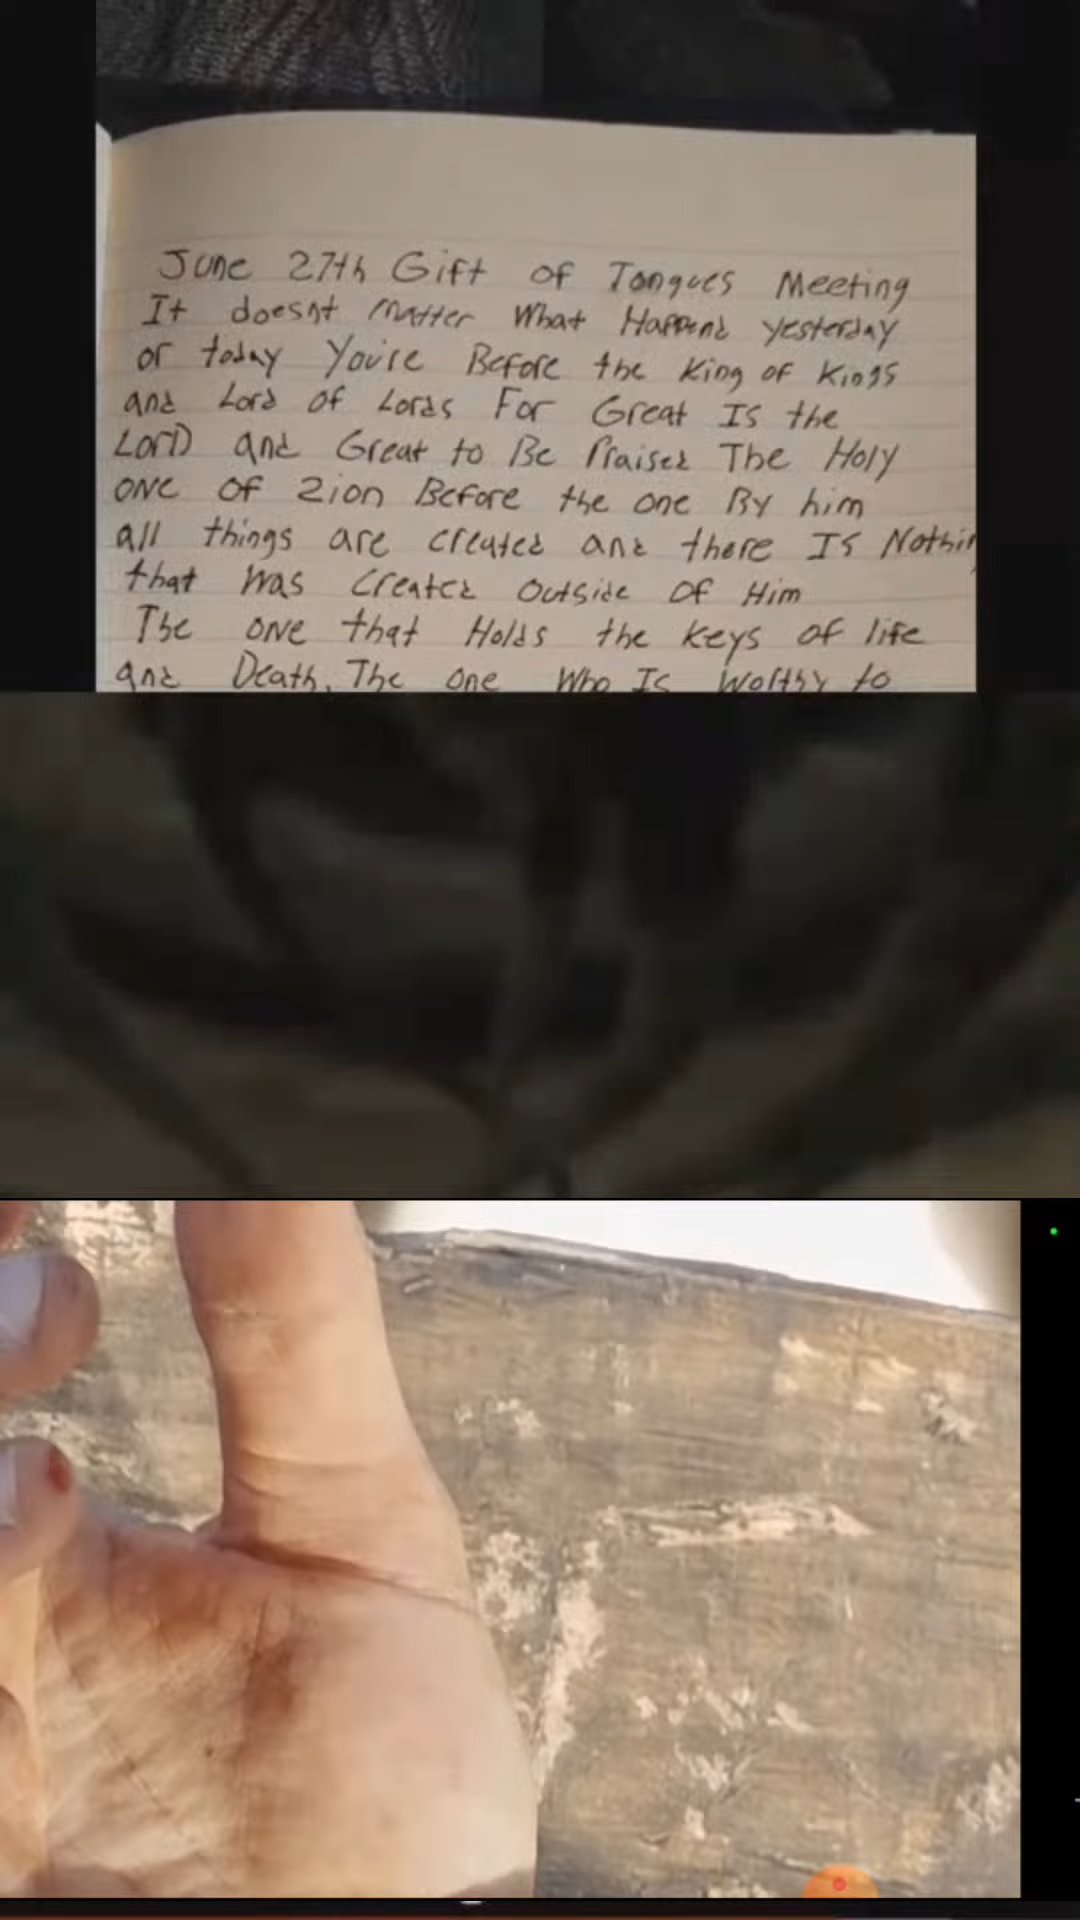 June 27th Gift of Tongues Meeting
It doesnt Matter What Happend yesterday
or today You're Before the King of Kings
and Lord of Lords For Great Is the
LorD and Great to Be Praised The Holy
one of Zion Before the one By him
all things are created and there Is Nothin
that Was Created Outside Of Him
The one that Holds the keys of life
and Death. The one Who Is Worthy to